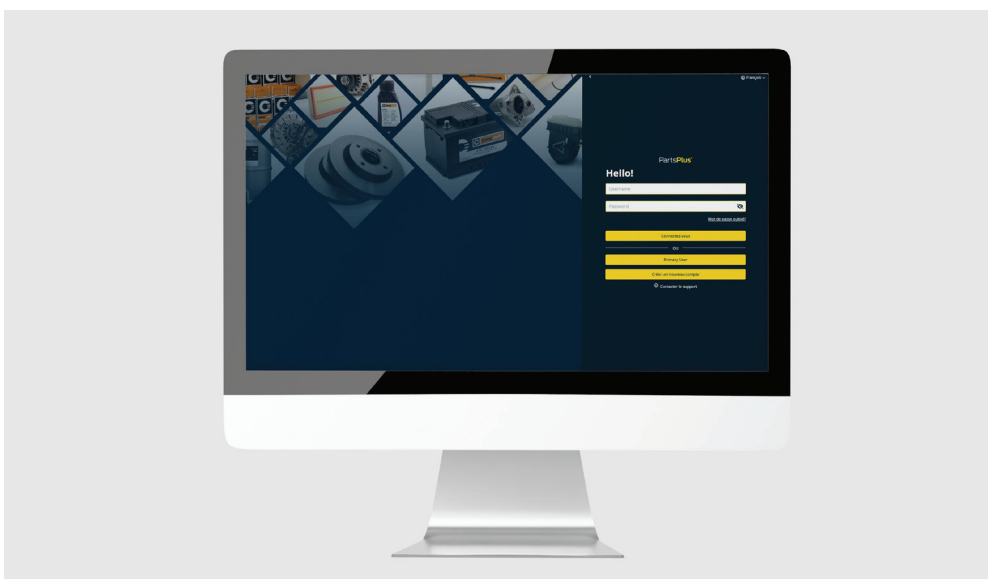 Français
PartsPlus
Hello!
Username
Password
Mot de passe oublié?
Connectez-vous
OU
Primary User
Créer un nouveau compte
Contacter le support